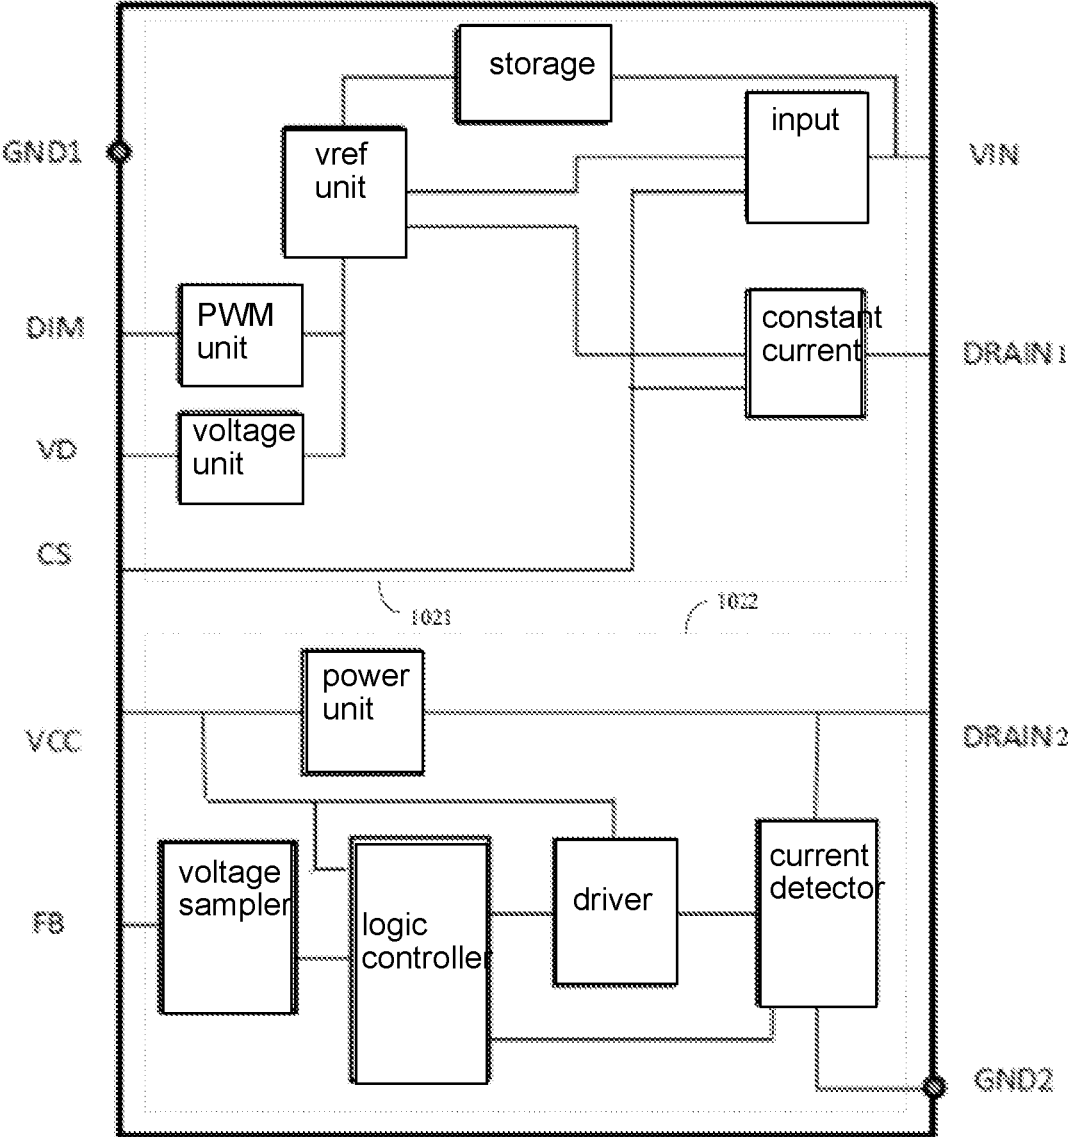 storage
input
GND1
vref
unit
VIN
PWM
unit
DIM
constant
current
DRAIN1
voltage
unit
VD
CS
1021
1022
power
unit
VCC
DRAIN2
voltage
sampler
current
detector
driver
FB
logic
controller
GND2